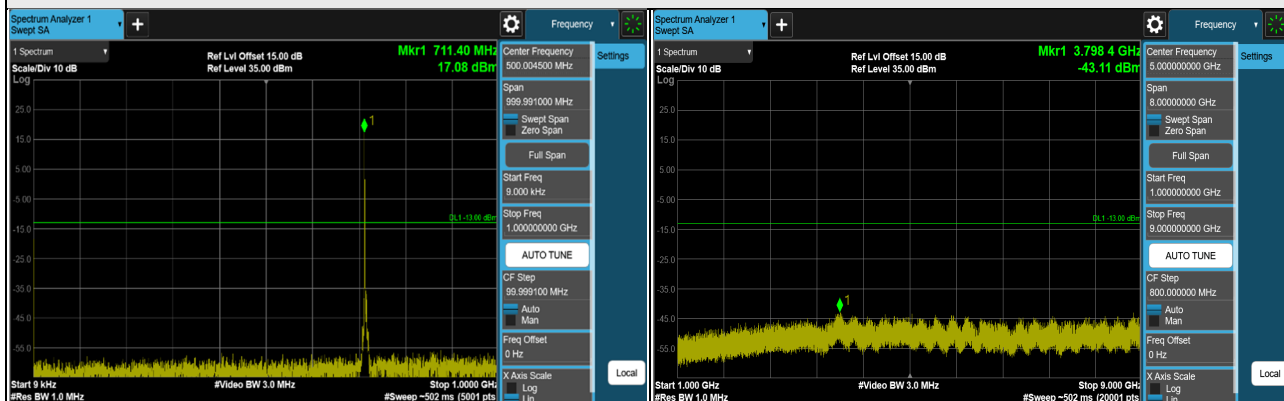 Spectrum Analyzer 1
Swept SA
+
Frequency
1 Spectrum
Ref Lvl Offset 15.00 dB
Mkr1 711.40 MHz
Scale/Div 10 dB
Ref Level 35.00 dBm
17.08 dBm
Log
25.0
15.0
5.00
-5.00
-15.0
-25.0
-35.0
-45.0
-55.0
1
DL1 -13.00 dBm
Start 9 kHz
#Video BW 3.0 MHz
Stop 1.0000 GHz
#Res BW 1.0 MHz
#Sweep ~502 ms (5001 pts
Center Frequency
500.004500 MHz
Settings
Span
999.991000 MHz
Swept Span
Zero Span
Full Span
Start Freq
9.000 kHz
Stop Freq
1.000000000 GHz
AUTO TUNE
CF Step
99.999100 MHz
Auto
Man
Freq Offset
0 Hz
X Axis Scale
Log
Lin
Local
Spectrum Analyzer 1
Swept SA
+
Frequency
1 Spectrum
Ref Lvl Offset 15.00 dB
Mkr1 3.798 4 GHz
Scale/Div 10 dB
Ref Level 35.00 dBm
-43.11 dBm
Log
25.0
15.0
5.00
-5.00
-15.0
-25.0
-35.0
-45.0
-55.0
1
DL1 -13.00 dBm
Start 1.000 GHz
#Video BW 3.0 MHz
Stop 9.000 GHz
#Res BW 1.0 MHz
#Sweep ~502 ms (20001 pts
Center Frequency
5.00000000 GHz
Settings
Span
8.00000000 GHz
Swept Span
Zero Span
Full Span
Start Freq
1.00000000 GHz
Stop Freq
9.000000000 GHz
AUTO TUNE
CF Step
800.000000 MHz
Auto
Man
Freq Offset
0 Hz
X Axis Scale
Log
Lin
Local